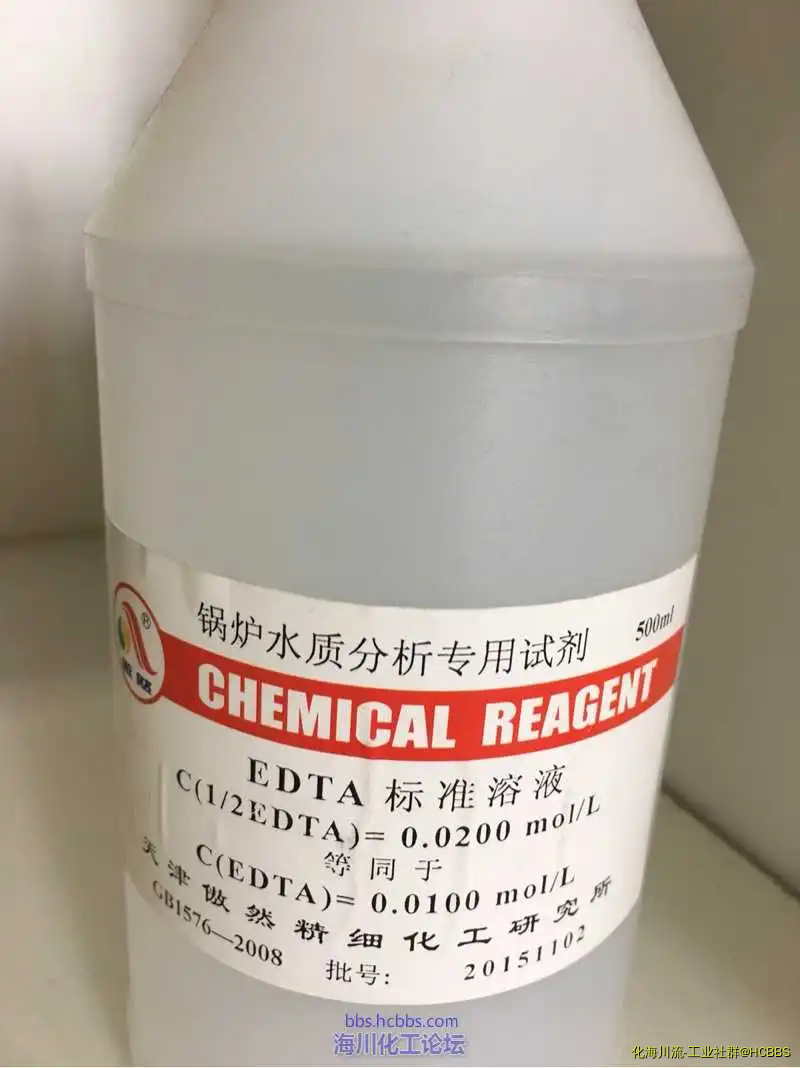 锅炉水质分析专用试剂
500ml
®
CHEMICAL REAGENT
EDTA 标准溶液
C(1/2EDTA)= 0.0200 mol/L
等同于
C(EDTA)= 0.0100 mol/L
天津傲然精细化工研究所
GB1576—2008
批号: 20151102
bbs.hcbbs.com
海川化工论坛
化海川流-工业社群@HCBBS